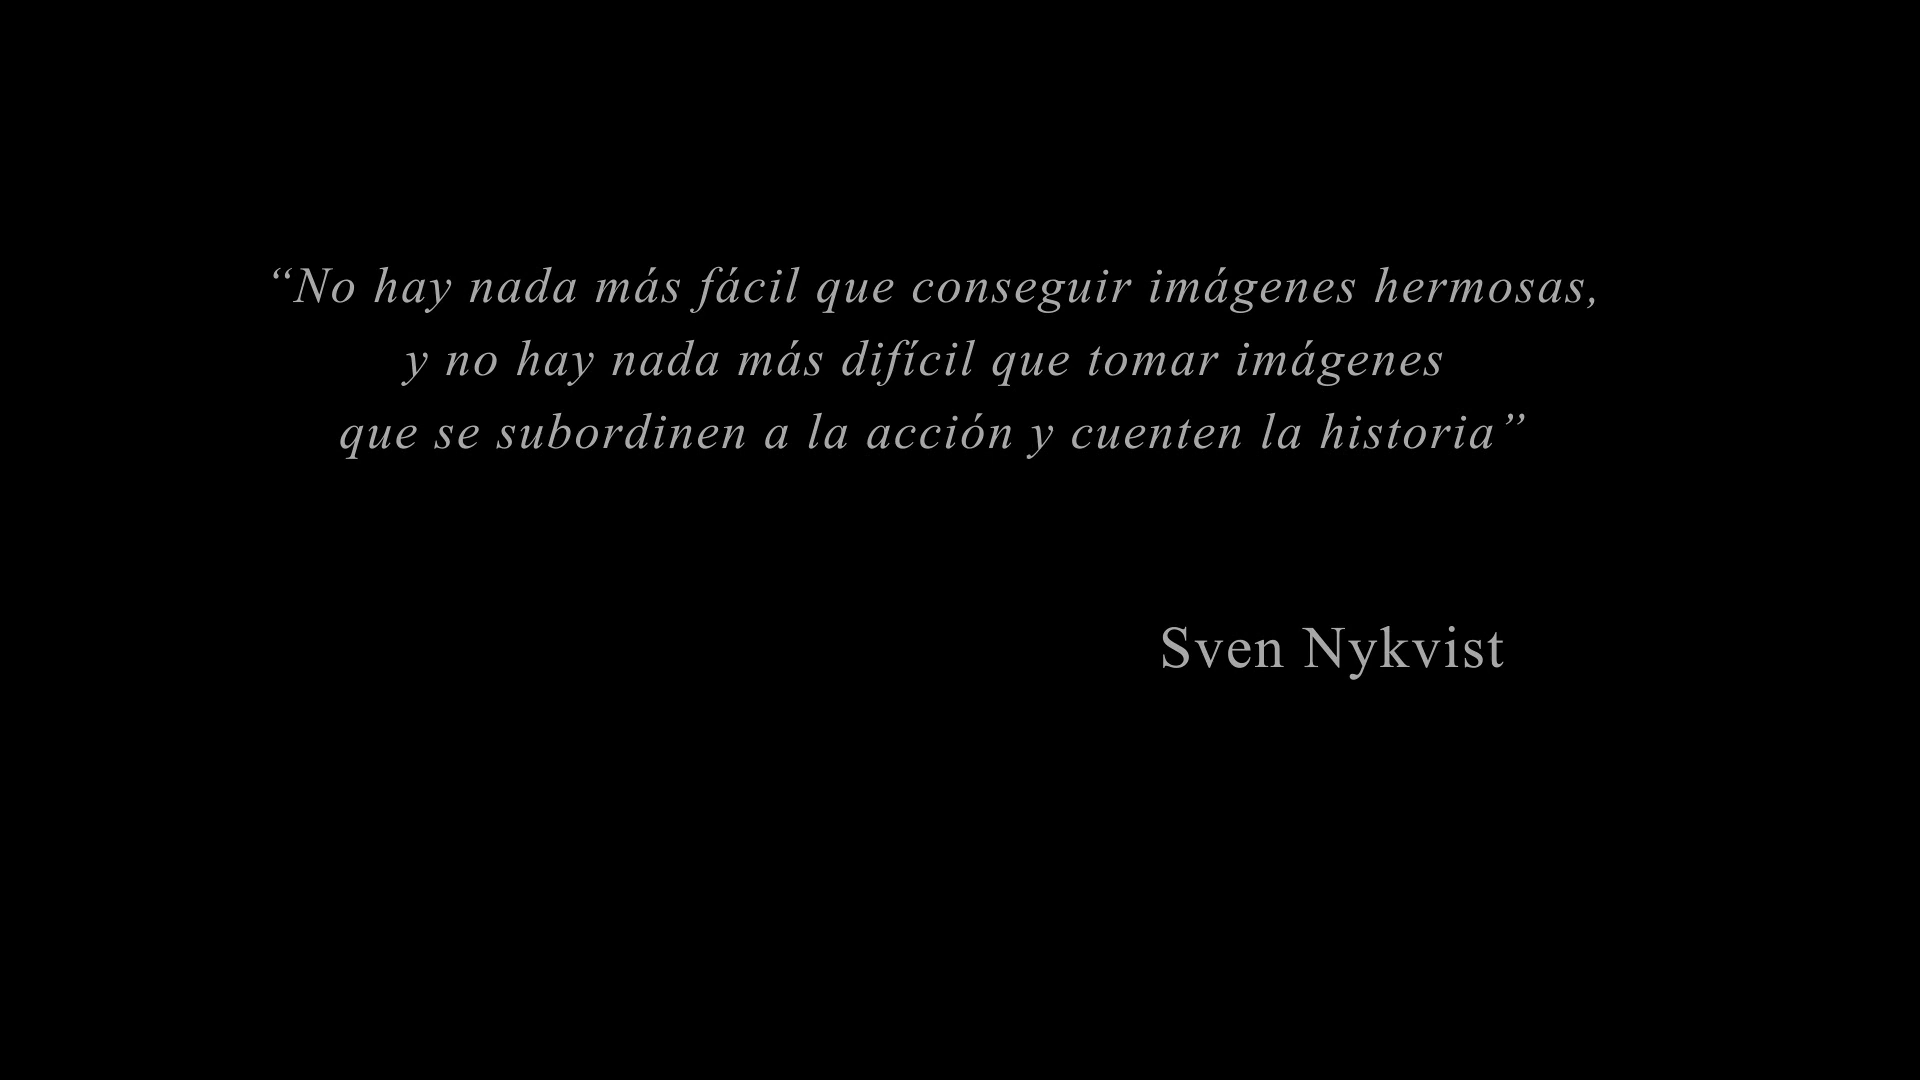 “No hay nada más fácil que conseguir imágenes hermosas,
y no hay nada más difícil que tomar imágenes
que se subordinen a la acción y cuenten la historia”
Sven Nykvist